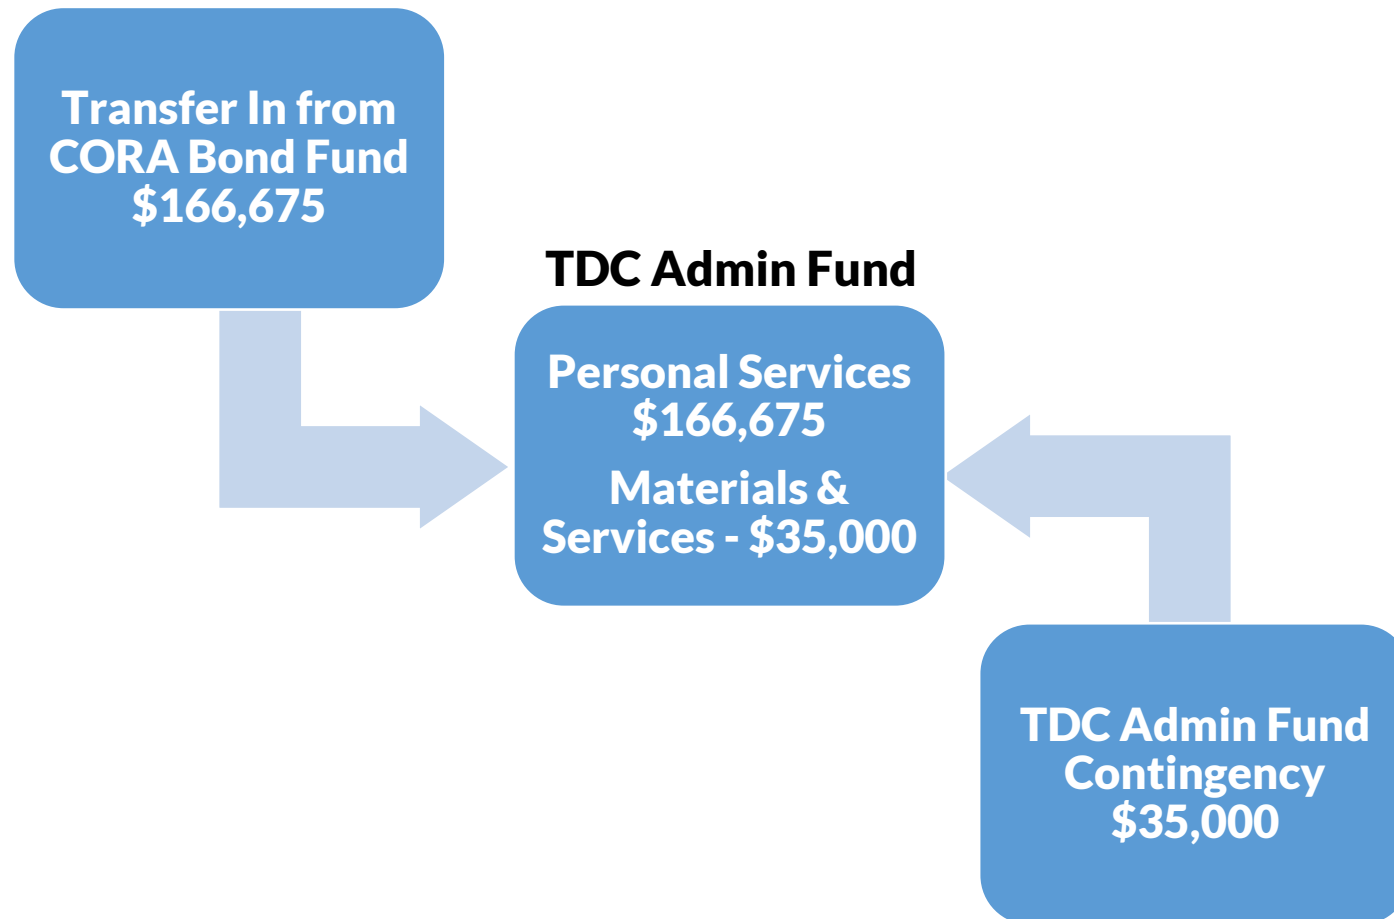 Transfer In from
CORA Bond Fund
$166,675
TDC Admin Fund
Personal Services
$166,675
Materials &
Services - $35,000
TDC Admin Fund
Contingency
$35,000